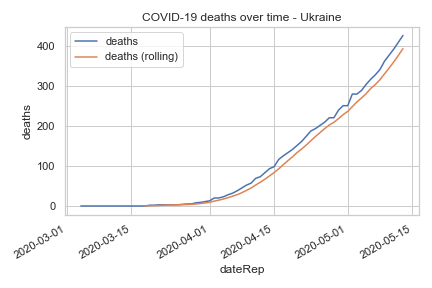 COVID-19 deaths over time - Ukraine
deaths
deaths (rolling)
400
300
200
100
0
deaths
2020-03-01
2020-03-15
2020-04-01
2020-04-15
2020-05-01
2020-05-15
dateRep